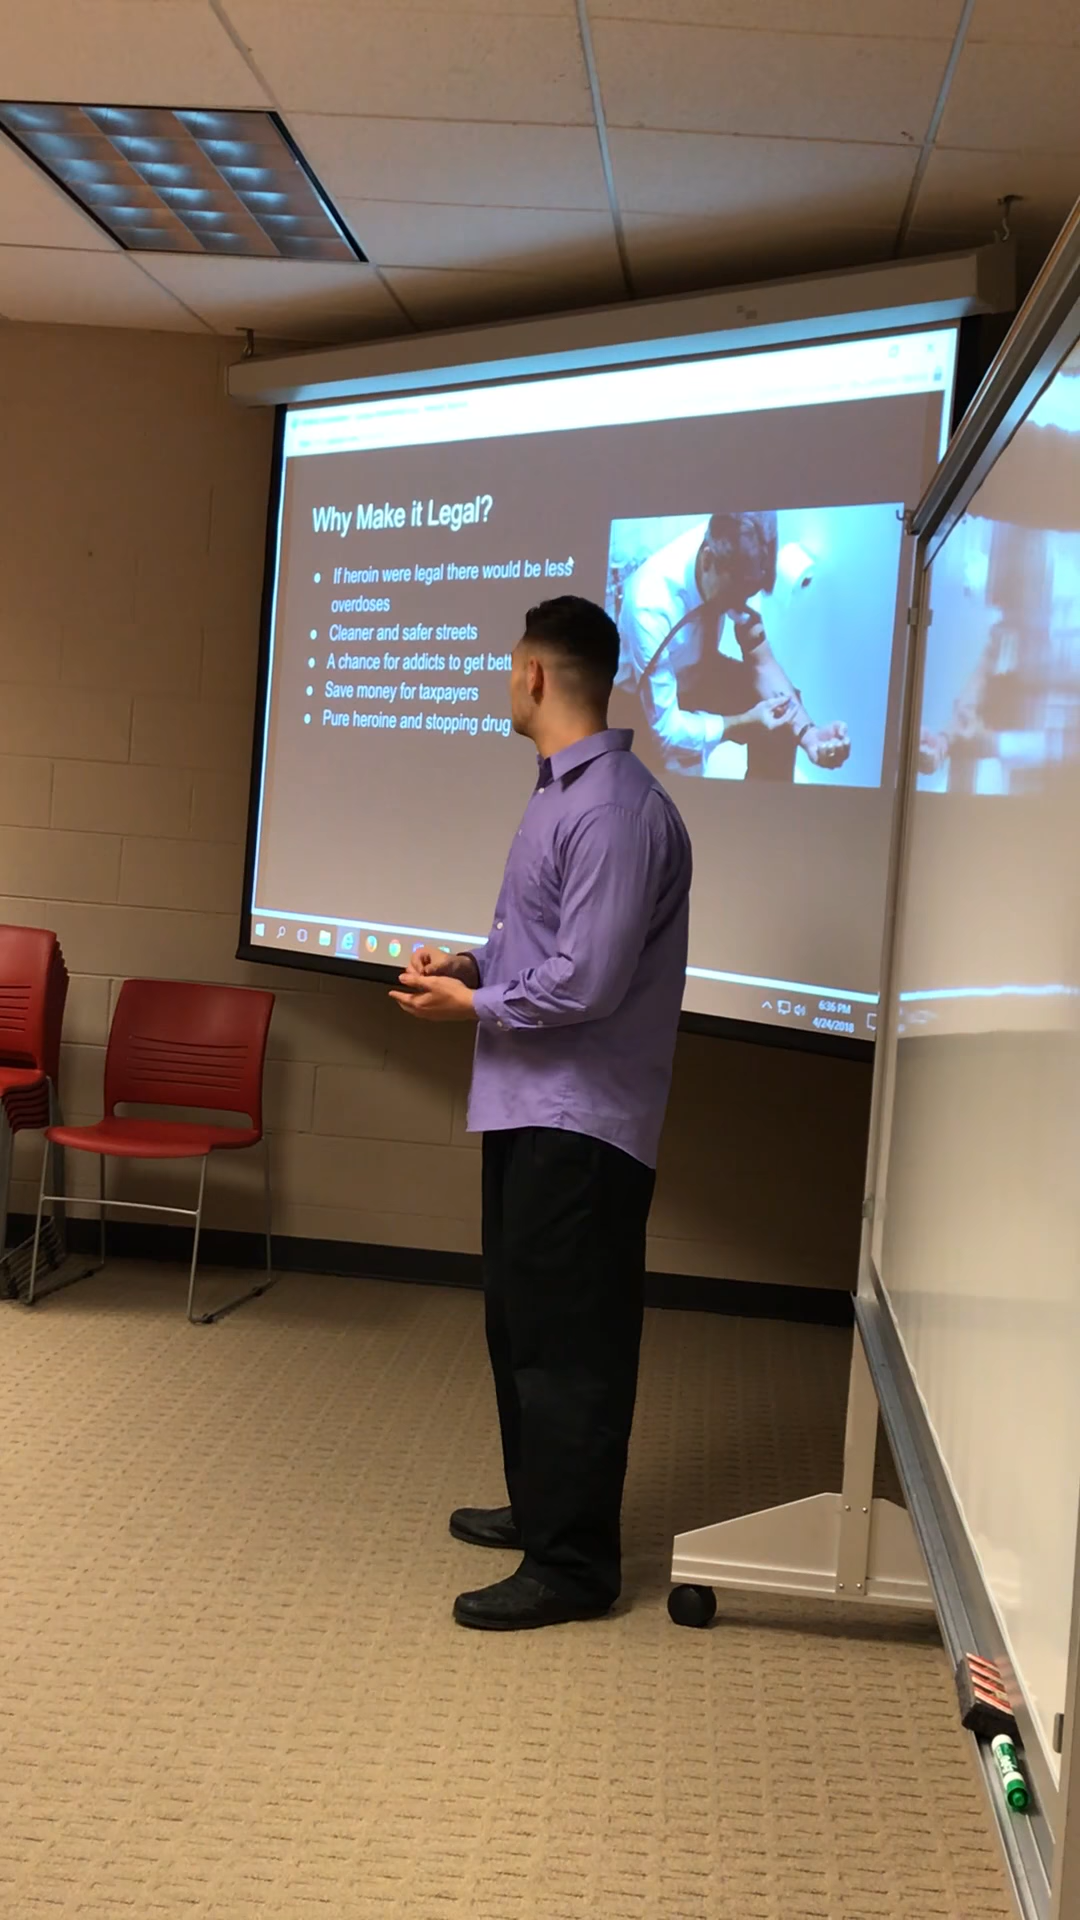 Why Make it Legal?
If heroin were legal there would be less
overdoses
Cleaner and safer streets
A chance for addicts to get bett
Save money for taxpayers
Pure heroine and stopping drug
6:36 PM
4/24/2018